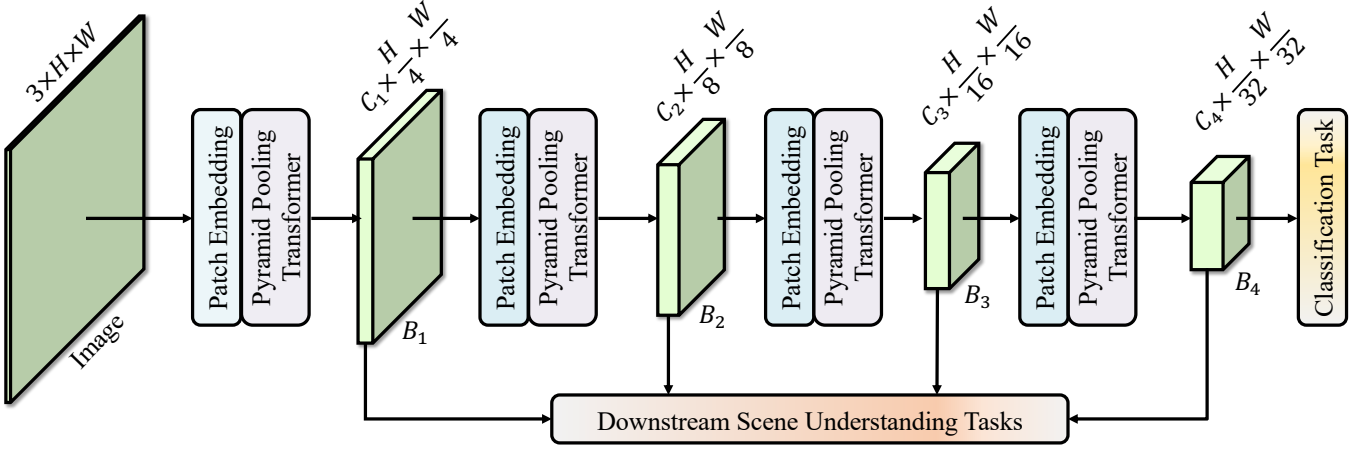 3×H×W
Image
Patch Embedding
Pyramid Pooling
Transformer
C₁×H/4×W/4
B₁
Patch Embedding
Pyramid Pooling
Transformer
C₂×H/8×W/8
B₂
Patch Embedding
Pyramid Pooling
Transformer
C₃×H/16×W/16
B₃
Patch Embedding
Pyramid Pooling
Transformer
C₄×H/32×W/32
B₄
Classification Task
Downstream Scene Understanding Tasks